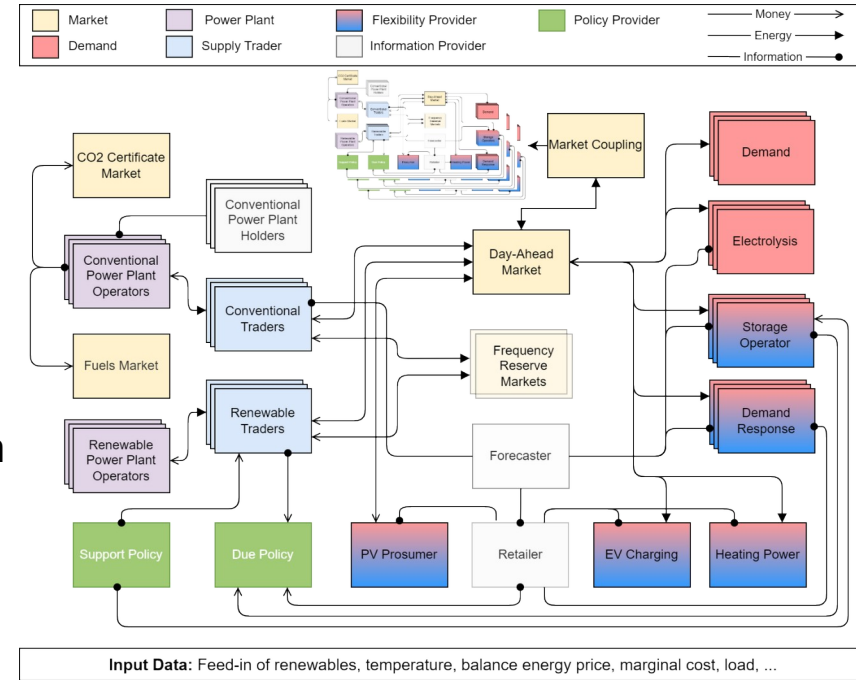 Market
Power Plant
Flexibility Provider
Policy Provider
Money
Energy
Information
Demand
Supply Trader
Information Provider
CO2 Certificate
Market
Conventional
Power Plant
Holders
Conventional
Power Plant
Operators
Fuels Market
Renewable
Power Plant
Operators
Conventional
Traders
Renewable
Traders
Market Coupling
Day-Ahead
Market
Frequency
Reserve
Markets
Forecaster
Demand
Electrolysis
Storage
Operator
Demand
Response
Support Policy
Due Policy
PV Prosumer
Retailer
EV Charging
Heating Power
Input Data: Feed-in of renewables, temperature, balance energy price, marginal cost, load, ...